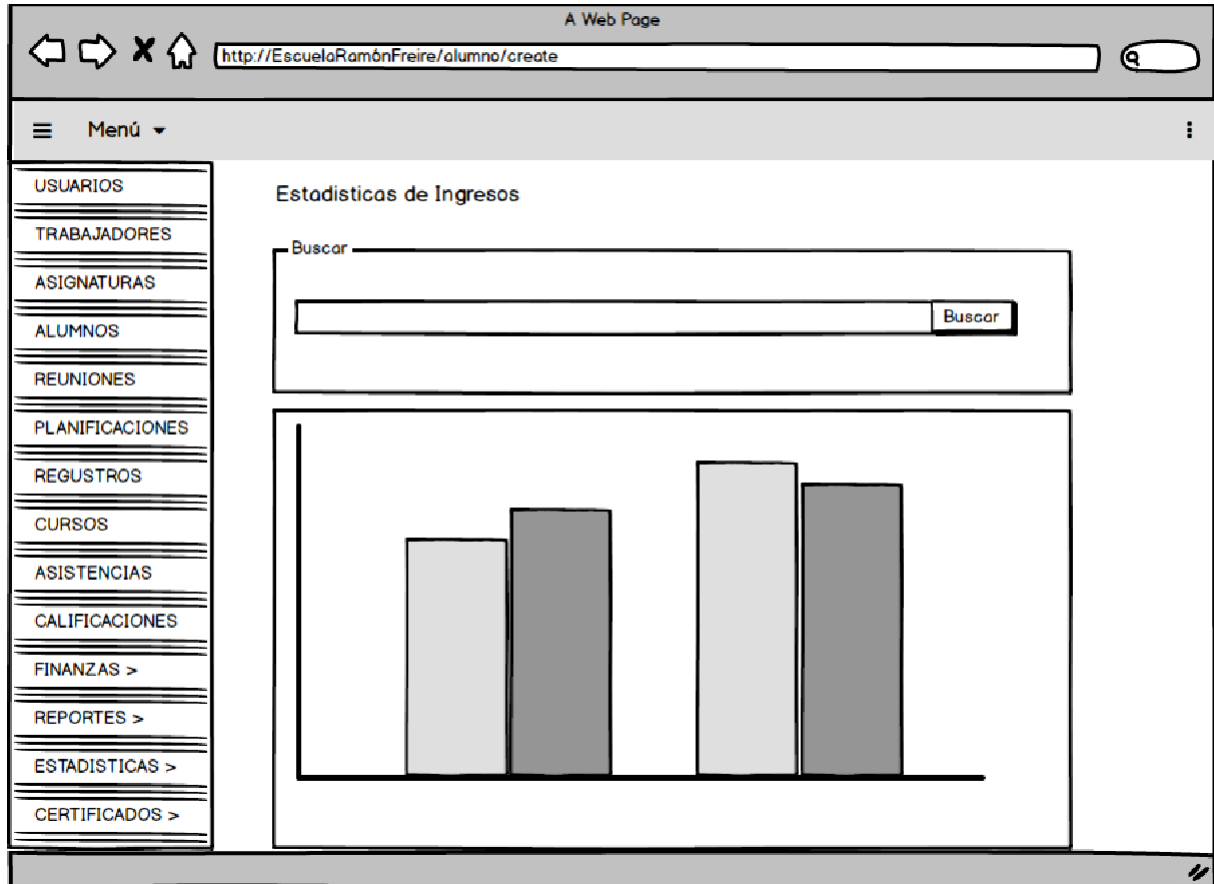 A Web Page
http://EscuelaRamónFreire/alumno/create
Menú
USUARIOS
TRABAJADORES
ASIGNATURAS
ALUMNOS
REUNIONES
PLANIFICACIONES
REGUSTROS
CURSOS
ASISTENCIAS
CALIFICACIONES
FINANZAS >
REPORTES >
ESTADISTICAS >
CERTIFICADOS >
Estadisticas de Ingresos
Buscar
Buscar